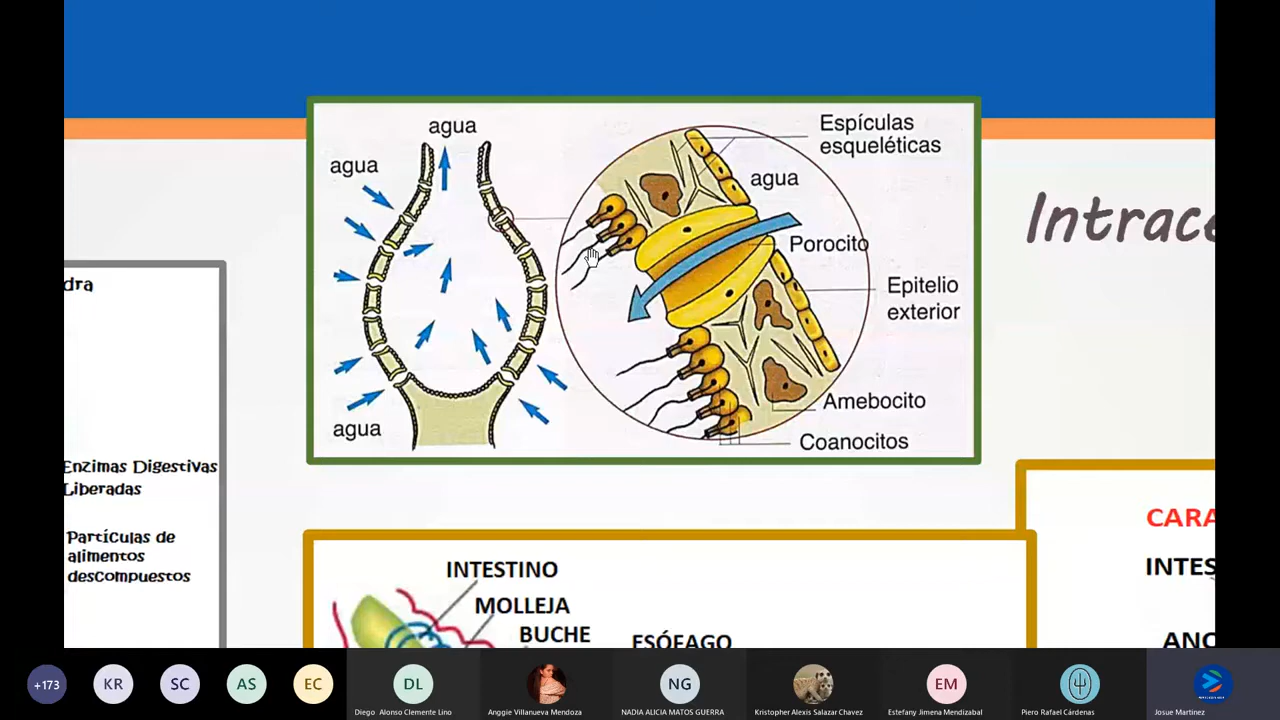 agua
agua
agua
Espículas
esqueléticas
agua
Porocito
Epitelio
exterior
Amebocito
Coanocitos
Intrace
dra
Enzimas Digestivas
Liberadas
Partículas de
alimentos
descompuestos
INTESTINO
MOLLEJA
BUCHE
ESÓFAGO
CARA
INTES
ANO
+173
KR
SC
AS
EC
DL
Diego Alonso Clemente Lino
Anggie Villanueva Mendoza
NG
NADIA ALICIA MATOS GUERRA
Kristopher Alexis Salazar Chavez
EM
Estefany Jimena Mendizabal
Piero Rafael Cárdenas
Josue Martinez